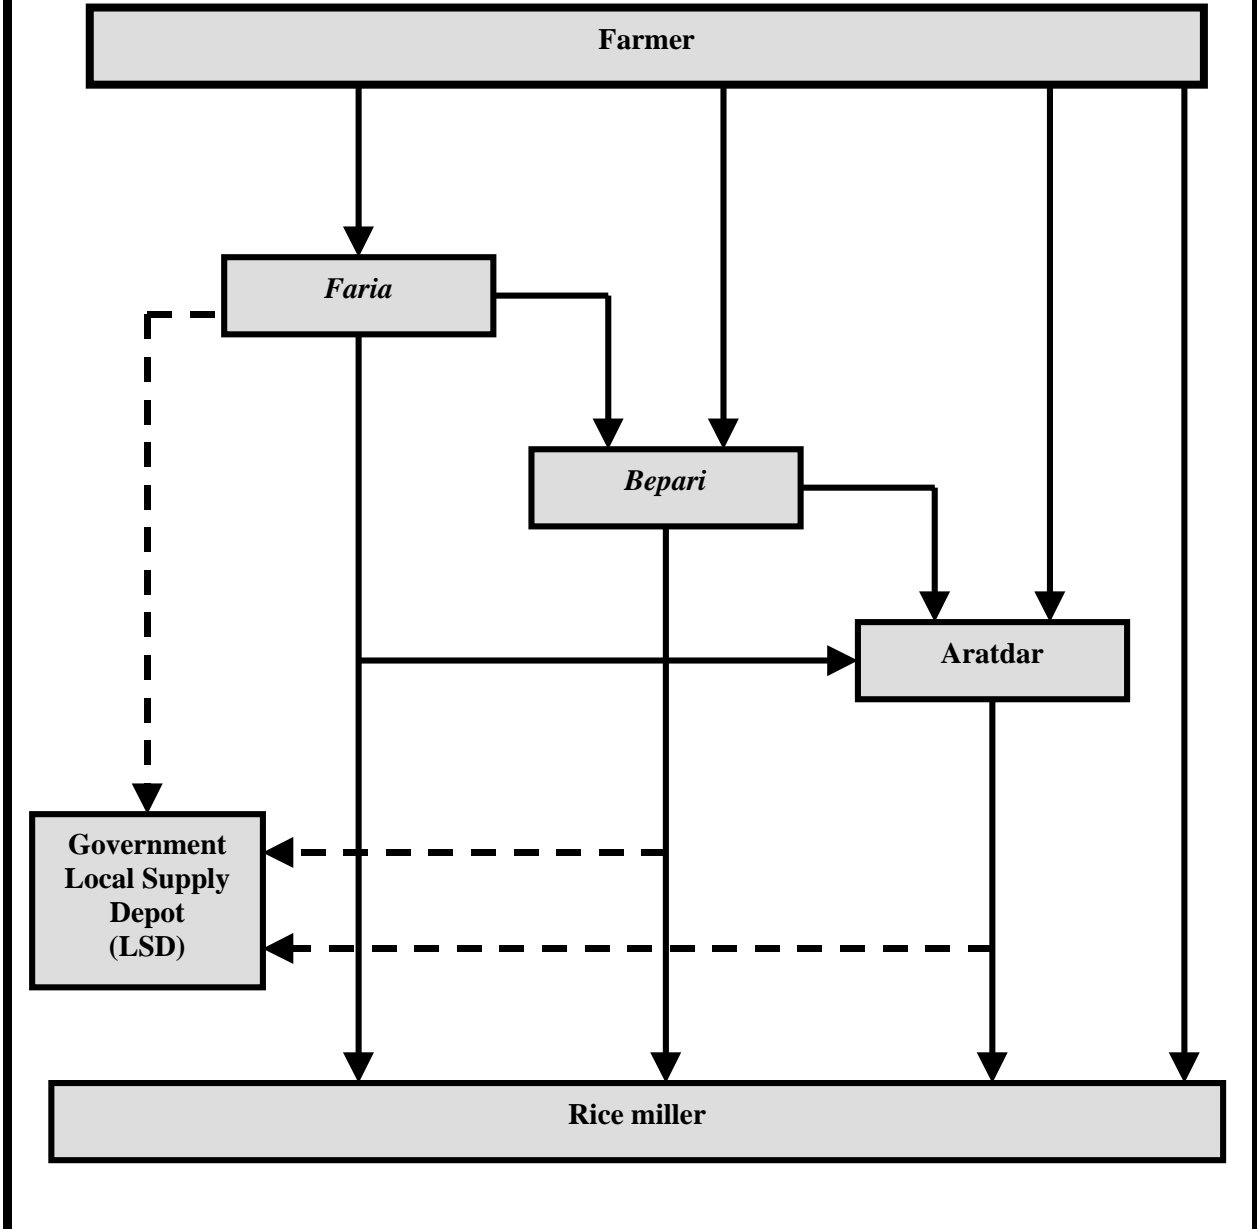 Farmer
Faria
Bepari
Aratdar
Government
Local Supply
Depot
(LSD)
Rice miller